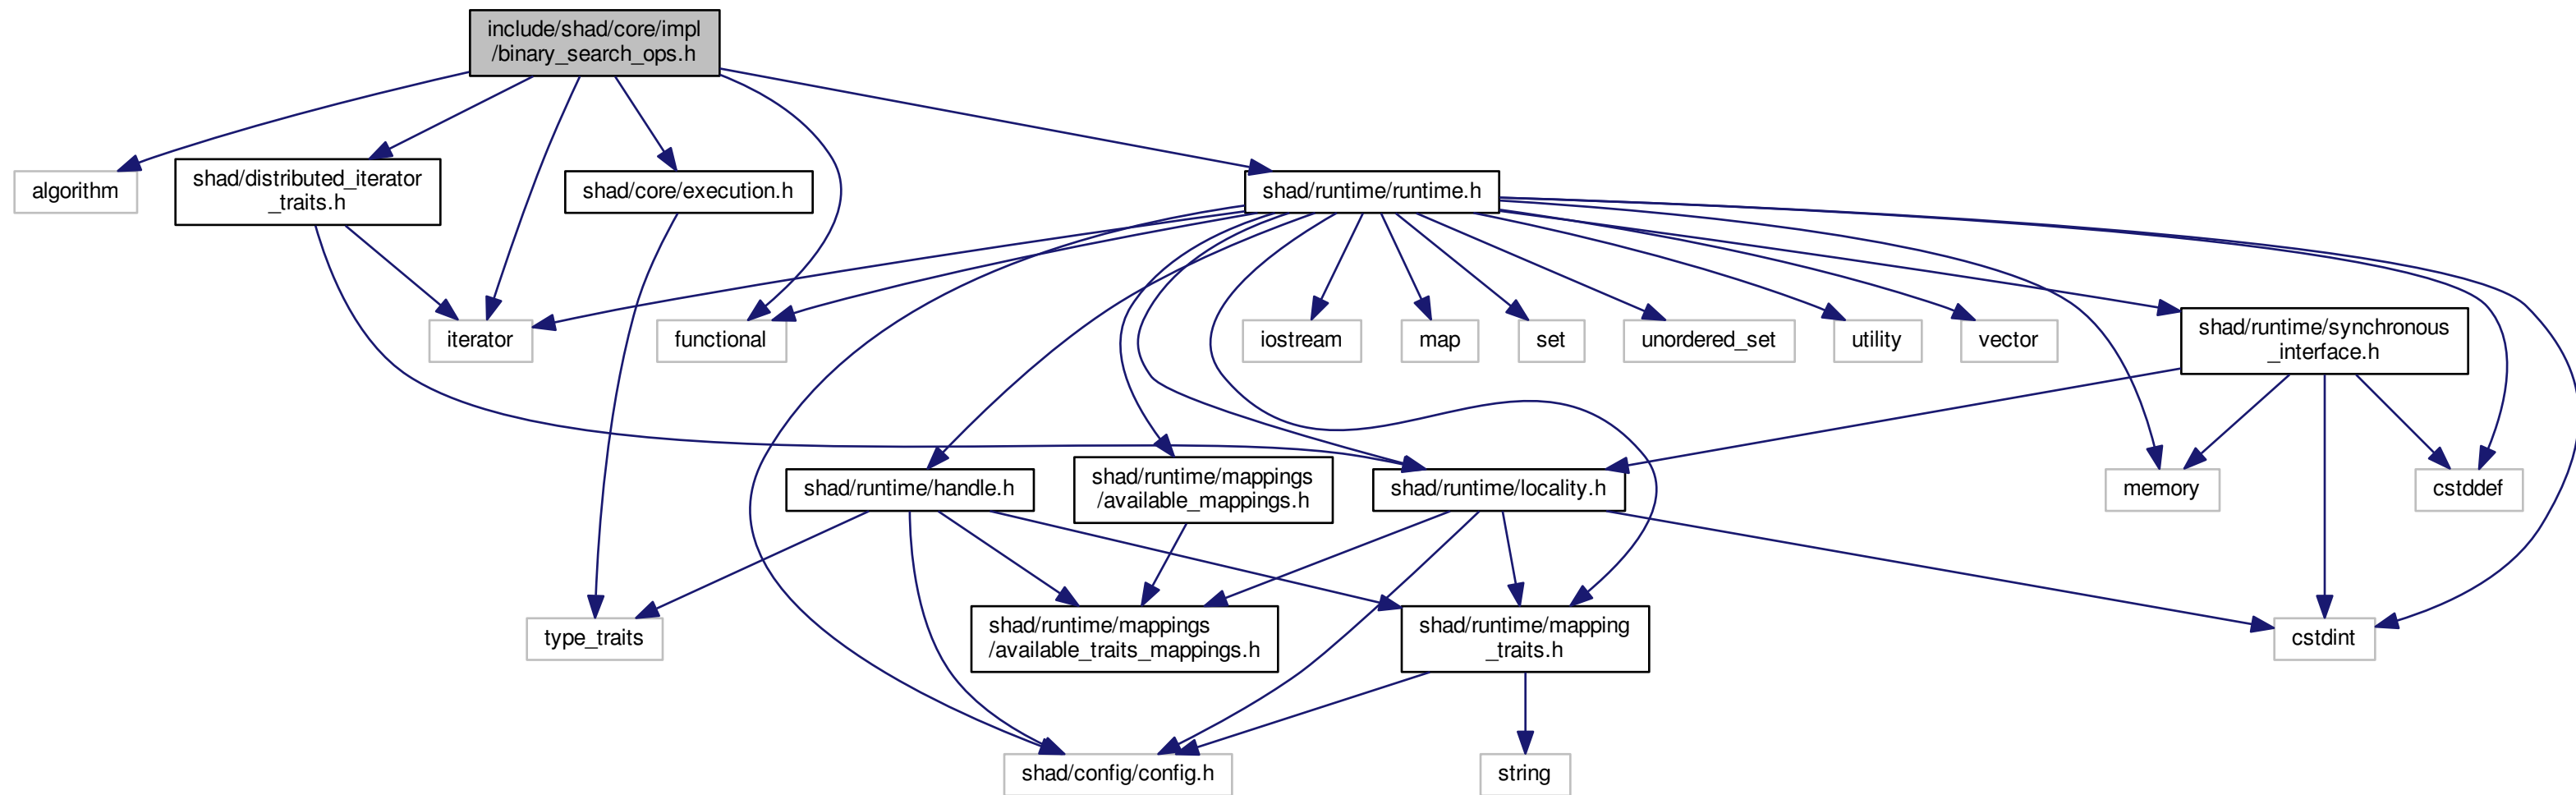 include/shad/core/impl
/binary_search_ops.h
algorithm
shad/distributed_iterator
_traits.h
shad/core/execution.h
shad/runtime/runtime.h
iterator
functional
iostream
map
set
unordered_set
utility
vector
shad/runtime/synchronous
_interface.h
shad/runtime/handle.h
shad/runtime/mappings
/available_mappings.h
shad/runtime/locality.h
memory
cstddef
type_traits
shad/runtime/mappings
/available_traits_mappings.h
shad/runtime/mapping
_traits.h
cstdint
shad/config/config.h
string